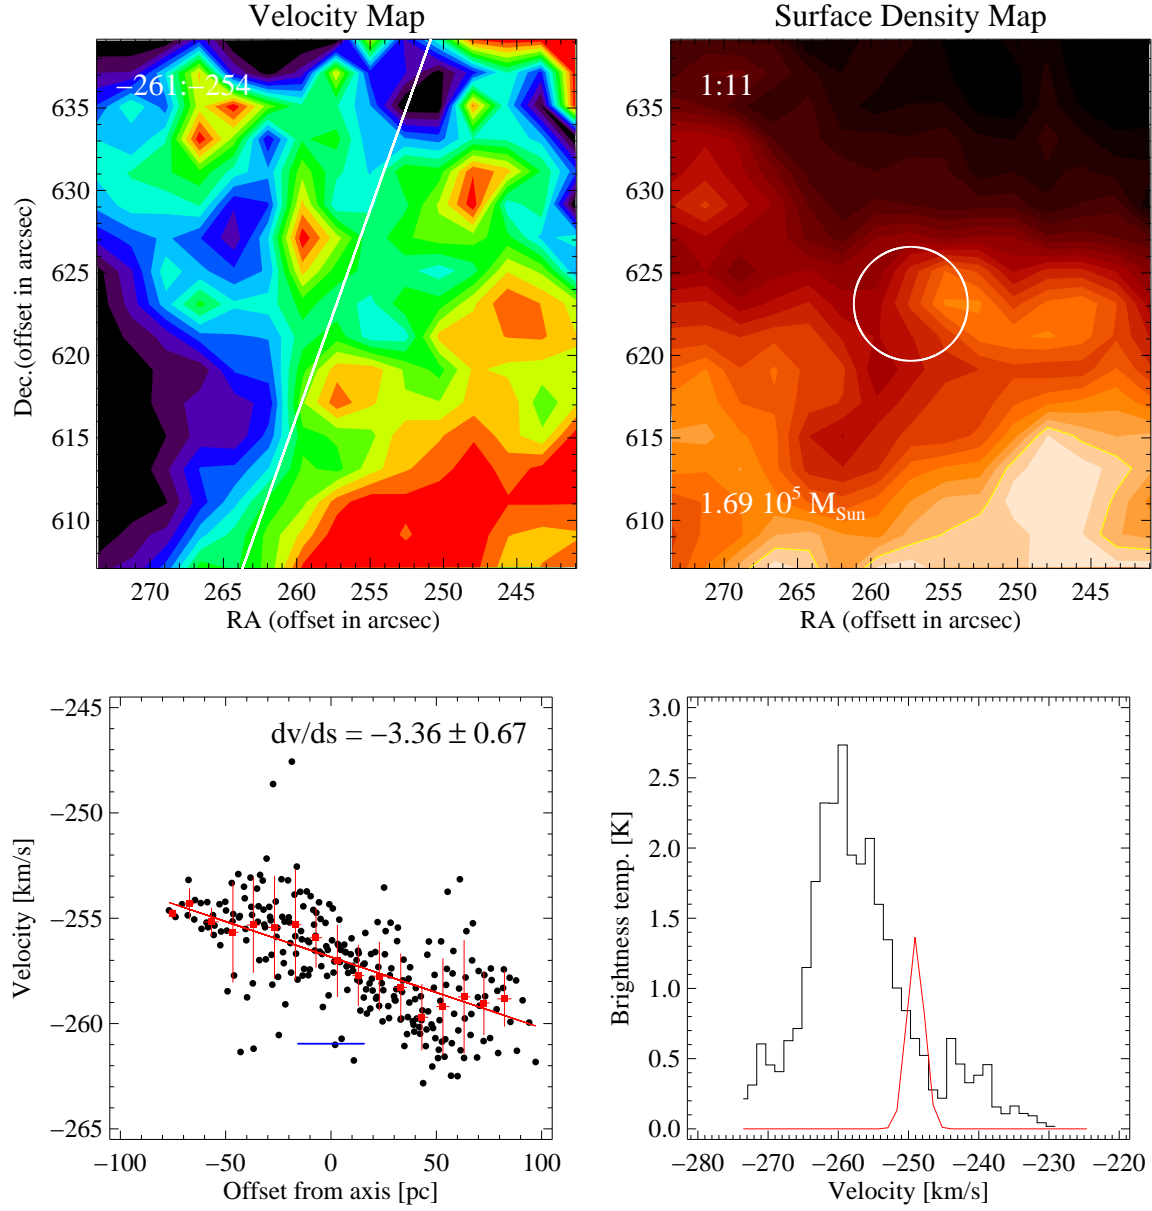 Velocity Map
Surface Density Map
−261:−254
1:11
635
630
625
620
615
610
Dec.(offset in arcsec)
270 265 260 255 250 245
RA (offset in arcsec)
635
630
625
620
615
610
1.69 10⁵ M_Sun
270 265 260 255 250 245
RA (offsett in arcsec)
−245
−250
−255
−260
−265
Velocity [km/s]
dv/ds = −3.36 ± 0.67
−100 −50 0 50 100
Offset from axis [pc]
3.0
2.5
2.0
1.5
1.0
0.5
0.0
Brightness temp. [K]
−280 −270 −260 −250 −240 −230 −220
Velocity [km/s]